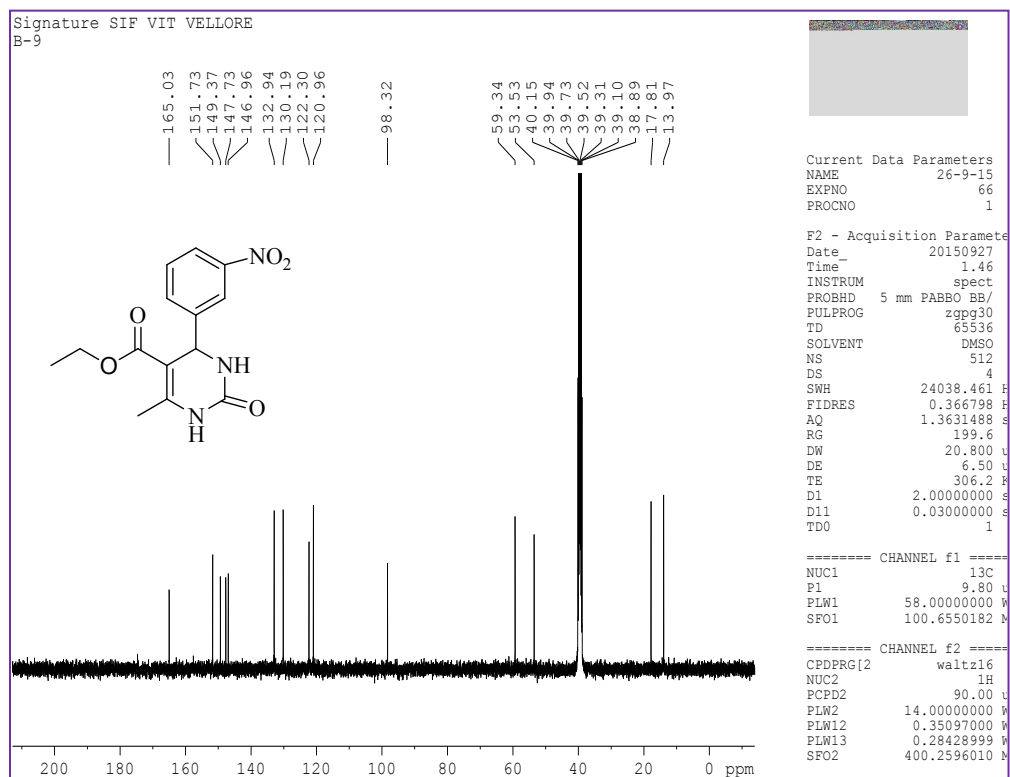 Signature SIF VIT VELLORE
B-9
165.03
151.73
149.37
147.73
146.96
132.94
130.19
122.30
120.96
98.32
59.34
53.53
40.15
39.94
39.73
39.52
39.31
39.10
38.89
17.81
13.97
NO2
O
O
NH
N
H
O
200 180 160 140 120 100 80 60 40 20 0 ppm
Current Data Parameters
NAME 26-9-15
EXPNO 66
PROCNO 1
F2 - Acquisition Paramete
Date_ 20150927
Time 1.46
INSTRUM spect
PROBHD 5 mm PABBO BB/
PULPROG zgpg30
TD 65536
SOLVENT DMSO
NS 512
DS 4
SWH 24038.461 H
FIDRES 0.366798 H
AQ 1.3631488 s
RG 199.6
DW 20.800 u
DE 6.50 u
TE 306.2 K
D1 2.00000000 s
D11 0.03000000 s
TD0 1
======== CHANNEL f1 =====
NUC1 13C
P1 9.80 u
PLW1 58.00000000 W
SFO1 100.6550182 M
======== CHANNEL f2 =====
CPDPRG[2 waltz16
NUC2 1H
PCPD2 90.00 u
PLW2 14.00000000 W
PLW12 0.35097000 W
PLW13 0.28428999 W
SFO2 400.2596010 M